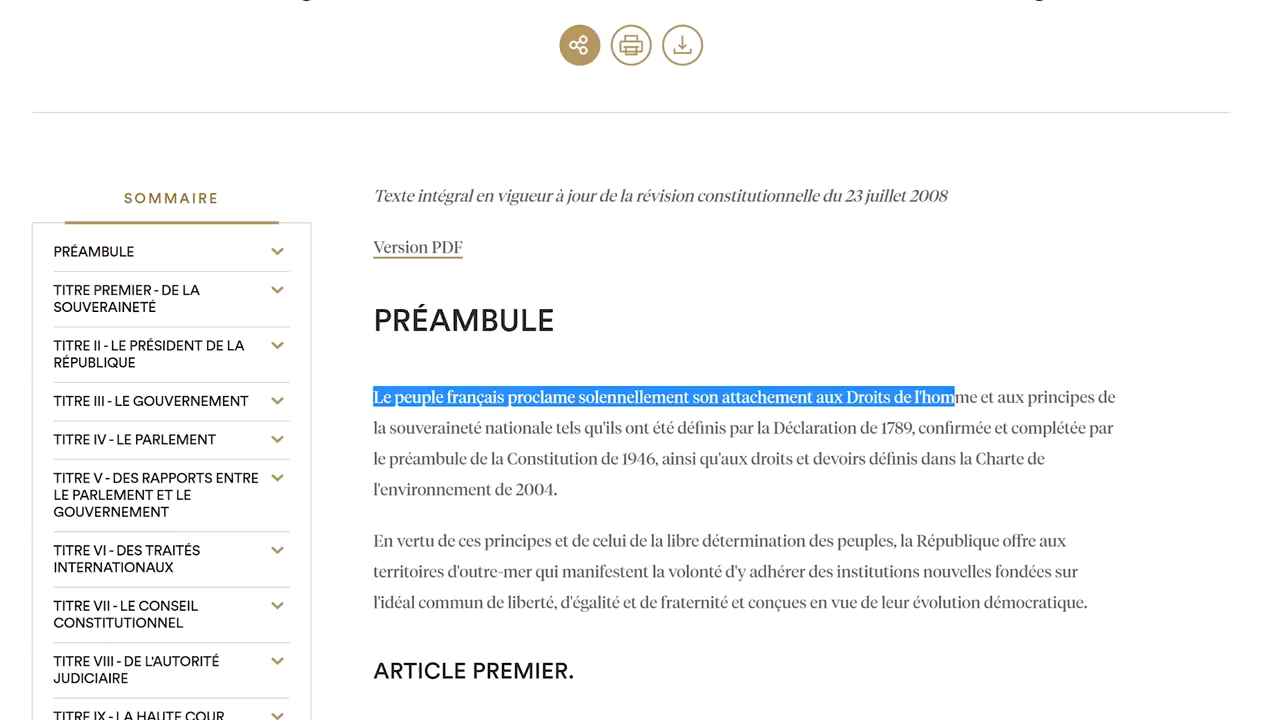 SOMMAIRE
PRÉAMBULE
TITRE PREMIER - DE LA
SOUVERAINETÉ
TITRE II - LE PRÉSIDENT DE LA
RÉPUBLIQUE
TITRE III - LE GOUVERNEMENT
TITRE IV - LE PARLEMENT
TITRE V - DES RAPPORTS ENTRE
LE PARLEMENT ET LE
GOUVERNEMENT
TITRE VI - DES TRAITÉS
INTERNATIONAUX
TITRE VII - LE CONSEIL
CONSTITUTIONNEL
TITRE VIII - DE L'AUTORITÉ
JUDICIAIRE
TITRE IX - LA HAUTE COUR
Texte intégral en vigueur à jour de la révision constitutionnelle du 23 juillet 2008
Version PDF
PRÉAMBULE
Le peuple français proclame solennellement son attachement aux Droits de l'homme et aux principes de
la souveraineté nationale tels qu'ils ont été définis par la Déclaration de 1789, confirmée et complétée par
le préambule de la Constitution de 1946, ainsi qu'aux droits et devoirs définis dans la Charte de
l'environnement de 2004.
En vertu de ces principes et de celui de la libre détermination des peuples, la République offre aux
territoires d'outre-mer qui manifestent la volonté d'y adhérer des institutions nouvelles fondées sur
l'idéal commun de liberté, d'égalité et de fraternité et conçues en vue de leur évolution démocratique.
ARTICLE PREMIER.